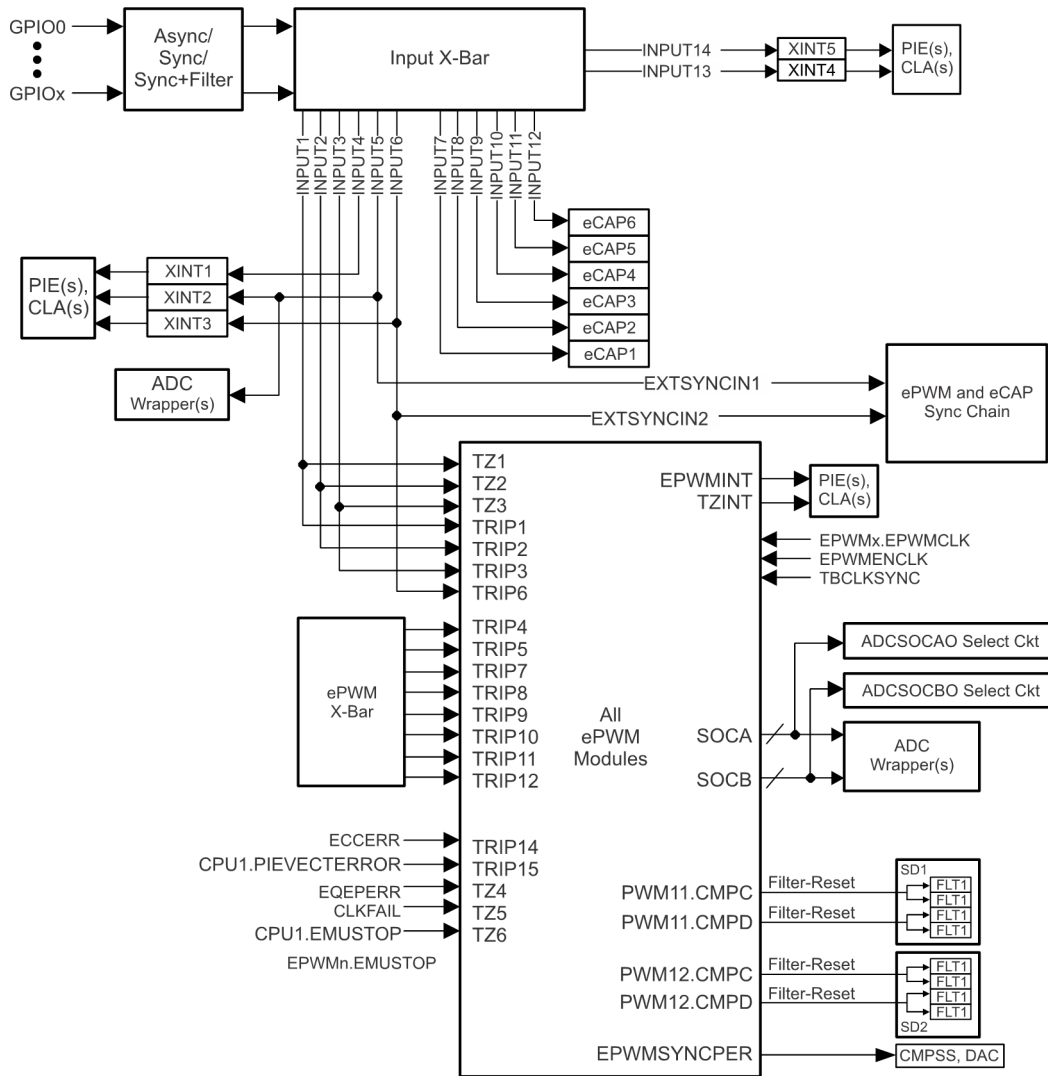 GPIO0
GPIOx
Async/
Sync/
Sync+Filter
Input X-Bar
INPUT14
INPUT13
XINT5
XINT4
PIE(s),
CLA(s)
INPUT1
INPUT2
INPUT3
INPUT4
INPUT5
INPUT6
INPUT7
INPUT8
INPUT9
INPUT10
INPUT11
INPUT12
eCAP6
eCAP5
eCAP4
eCAP3
eCAP2
eCAP1
PIE(s),
CLA(s)
XINT1
XINT2
XINT3
ADC
Wrapper(s)
EXTSYNCIN1
EXTSYNCIN2
ePWM and eCAP
Sync Chain
TZ1
TZ2
TZ3
TRIP1
TRIP2
TRIP3
TRIP6
EPWMINT
TZINT
PIE(s),
CLA(s)
EPWMx.EPWMCLK
EPWMENCLK
TBCLKSYNC
ePWM
X-Bar
TRIP4
TRIP5
TRIP7
TRIP8
TRIP9
TRIP10
TRIP11
TRIP12
All
ePWM
Modules
SOCA
SOCB
ADCSOCAO Select Ckt
ADCSOCBO Select Ckt
ADC
Wrapper(s)
ECCERR
CPU1.PIEVECTERROR
EQEPERR
CLKFAIL
CPU1.EMUSTOP
EPWMn.EMUSTOP
TRIP14
TRIP15
TZ4
TZ5
TZ6
PWM11.CMPC
PWM11.CMPD
PWM12.CMPC
PWM12.CMPD
Filter-Reset
Filter-Reset
Filter-Reset
Filter-Reset
SD1
FLT1
FLT1
FLT1
FLT1
FLT1
FLT1
FLT1
FLT1
SD2
EPWMSYNCPER
CMPSS, DAC